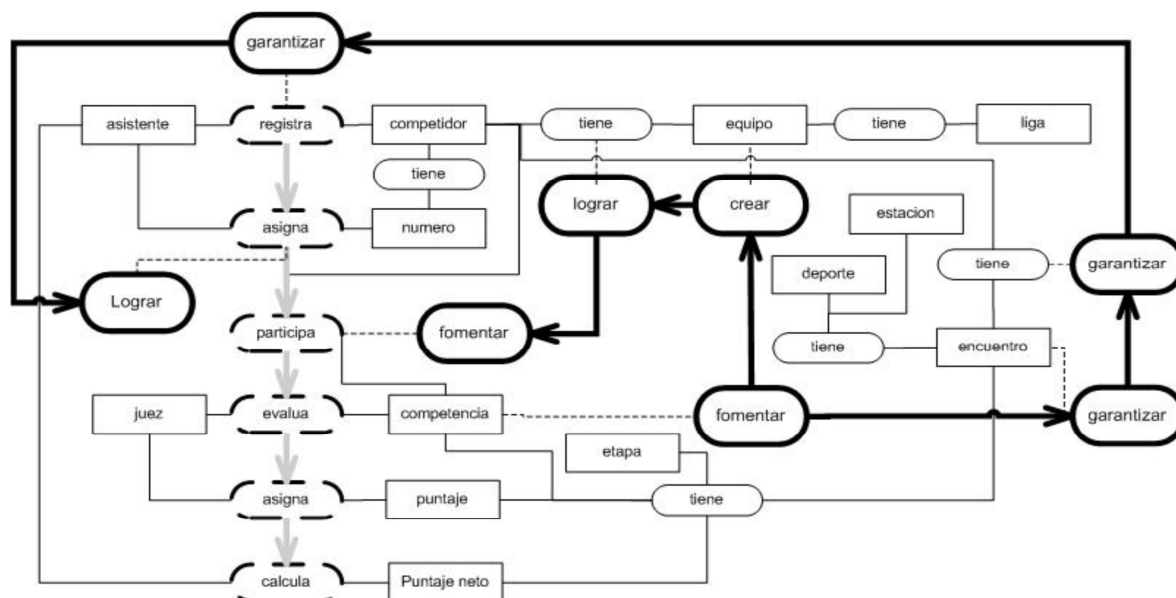 garantizar
asistente
registra
competidor
tiene
equipo
tiene
liga
tiene
lograr
crear
estacion
asigna
numero
deporte
tiene
garantizar
Lograr
participa
fomentar
tiene
encuentro
juez
evalua
competencia
fomentar
garantizar
etapa
asigna
puntaje
tiene
calcula
Puntaje neto